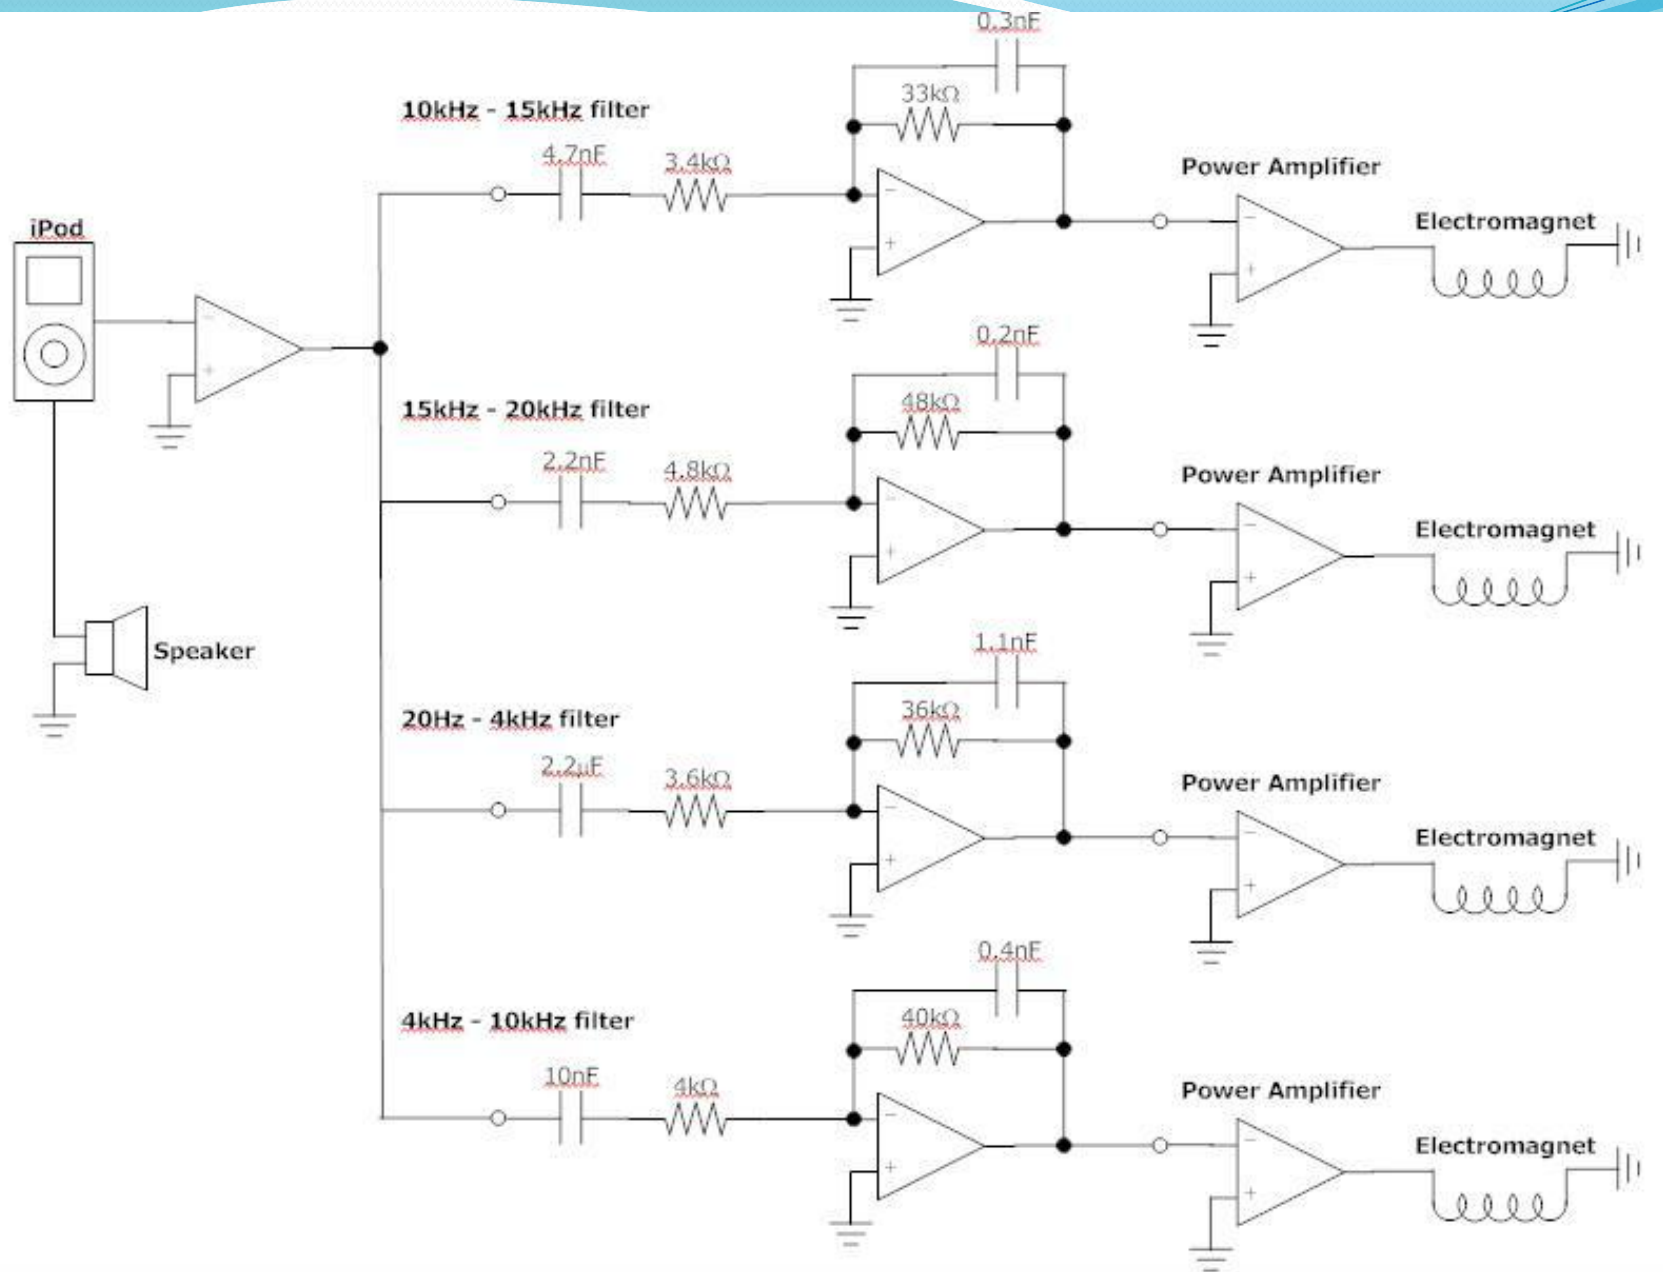 0.3nF
33kΩ
10kHz - 15kHz filter
4.7nF
3.4kΩ
-
+
Power Amplifier
-
+
Electromagnet
iPod
-
+
0.2nF
48kΩ
15kHz - 20kHz filter
2.2nF
4.8kΩ
-
+
Power Amplifier
-
+
Electromagnet
Speaker
1.1nF
36kΩ
20Hz - 4kHz filter
2.2µF
3.6kΩ
-
+
Power Amplifier
-
+
Electromagnet
0.4nF
40kΩ
4kHz - 10kHz filter
10nF
4kΩ
-
+
Power Amplifier
-
+
Electromagnet